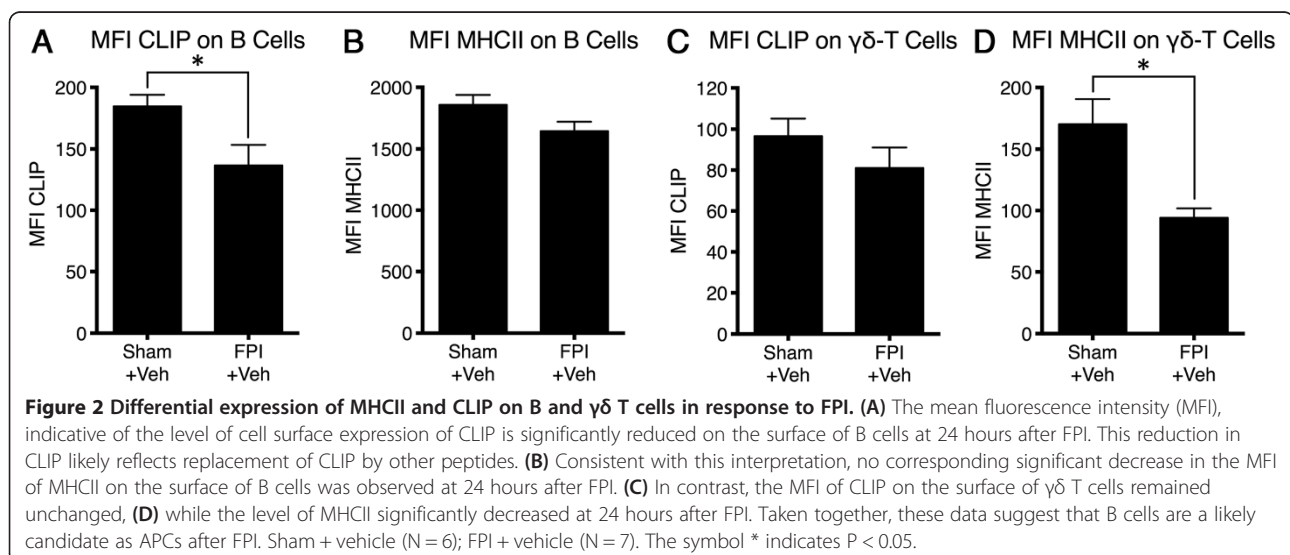 A MFI CLIP on B Cells B MFI MHCII on B Cells C MFI CLIP on γδ-T Cells D MFI MHCII on γδ-T Cells
* *
MFI CLIP
200
150
100
50
0
Sham +Veh
FPI +Veh
MFI MHCII
2000
1500
1000
500
0
Sham +Veh
FPI +Veh
MFI CLIP
120
100
80
60
40
20
0
Sham +Veh
FPI +Veh
MFI MHCII
200
150
100
50
0
Sham +Veh
FPI +Veh
Figure 2 Differential expression of MHCII and CLIP on B and γδ T cells in response to FPI. (A) The mean fluorescence intensity (MFI),
indicative of the level of cell surface expression of CLIP is significantly reduced on the surface of B cells at 24 hours after FPI. This reduction in
CLIP likely reflects replacement of CLIP by other peptides. (B) Consistent with this interpretation, no corresponding significant decrease in the MFI
of MHCII on the surface of B cells was observed at 24 hours after FPI. (C) In contrast, the MFI of CLIP on the surface of γδ T cells remained
unchanged, (D) while the level of MHCII significantly decreased at 24 hours after FPI. Taken together, these data suggest that B cells are a likely
candidate as APCs after FPI. Sham + vehicle (N = 6); FPI + vehicle (N = 7). The symbol * indicates P < 0.05.